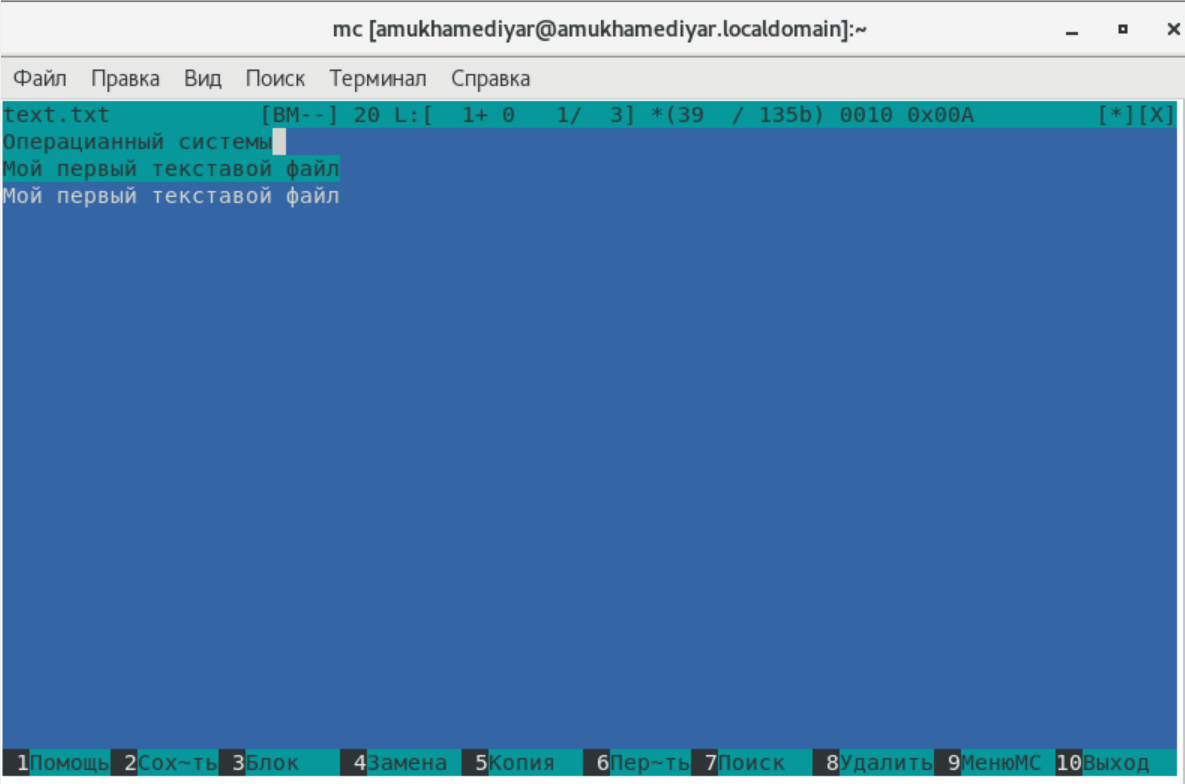 mc [amukhamediyar@amukhamediyar.localdomain]:~
Файл Правка Вид Поиск Терминал Справка
text.txt [BM--] 20 L:[ 1+ 0 1/ 3] *(39 / 135b) 0010 0x00A [*][X]
Операцианный системы
Мой первый текставой файл
Мой первый текставой файл
1Помощь 2Сох~ть 3Блок 4Замена 5Копия 6Пер~ть 7Поиск 8Удалить 9МенюMC 10Выход